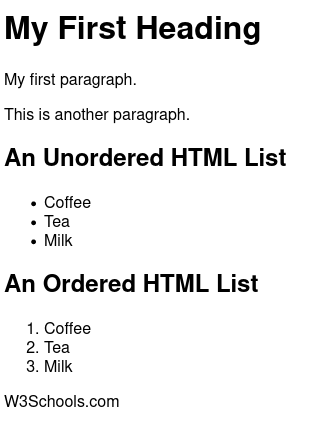 My First Heading
My first paragraph.
This is another paragraph.
An Unordered HTML List
• Coffee
• Tea
• Milk
An Ordered HTML List
1. Coffee
2. Tea
3. Milk
W3Schools.com